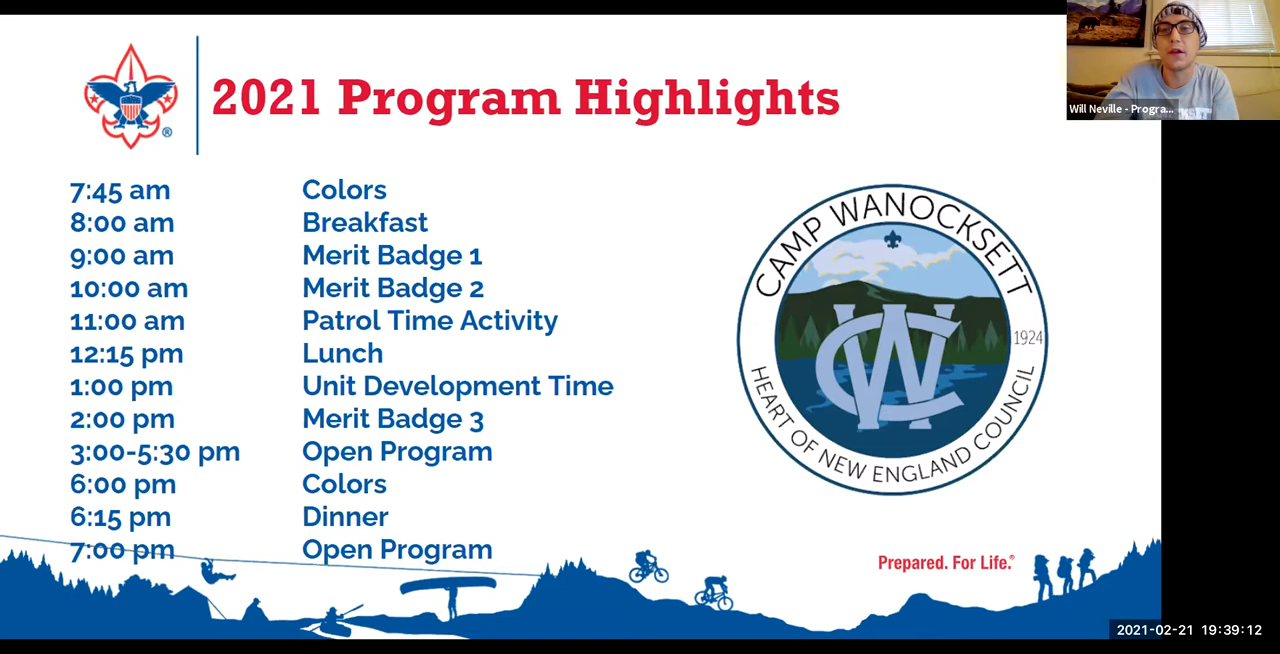 2021 Program Highlights
Will Neville - Progra...
7:45 am Colors
8:00 am Breakfast
9:00 am Merit Badge 1
10:00 am Merit Badge 2
11:00 am Patrol Time Activity
12:15 pm Lunch
1:00 pm Unit Development Time
2:00 pm Merit Badge 3
3:00-5:30 pm Open Program
6:00 pm Colors
6:15 pm Dinner
7:00 pm Open Program
CAMP WANOCKSETT
1924
CW
HEART OF NEW ENGLAND COUNCIL
Prepared. For Life.®
2021-02-21 19:39:12